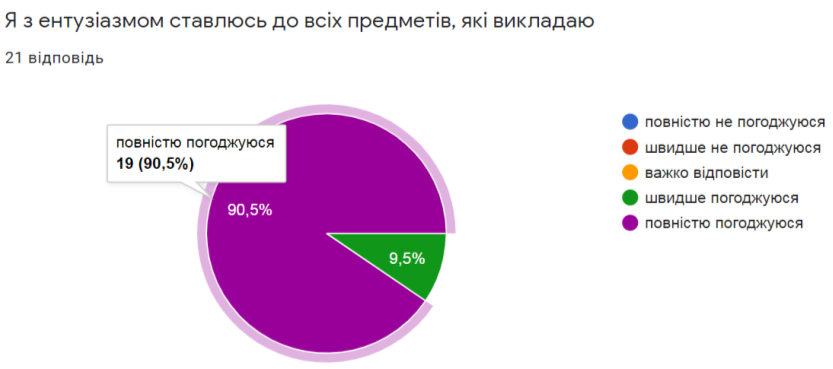 Я з ентузіазмом ставлюсь до всіх предметів, які викладаю
21 відповідь
повністю погоджуюся
19 (90,5%)
90,5%
9,5%
повністю не погоджуюся
швидше не погоджуюся
важко відповісти
швидше погоджуюся
повністю погоджуюся